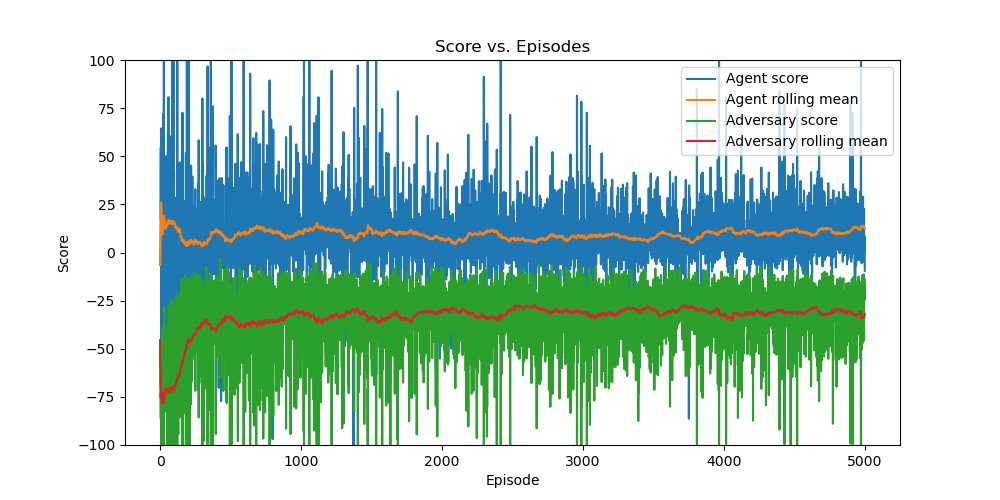 Score vs. Episodes
100
75
50
25
0
−25
−50
−75
−100
Score
0
1000
2000
3000
4000
5000
Episode
Agent score
Agent rolling mean
Adversary score
Adversary rolling mean